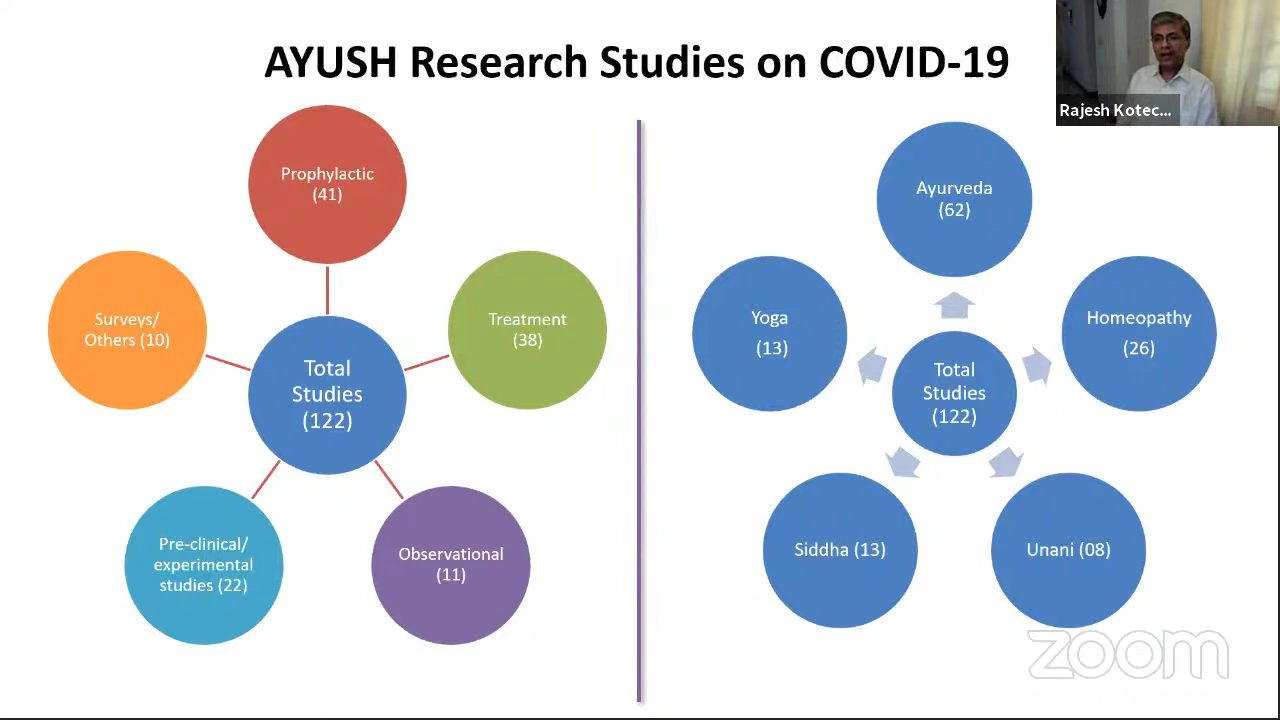 AYUSH Research Studies on COVID-19
Rajesh Kotec...
Prophylactic
(41)
Treatment
(38)
Observational
(11)
Pre-clinical/
experimental
studies (22)
Surveys/
Others (10)
Total
Studies
(122)
Ayurveda
(62)
Homeopathy
(26)
Unani (08)
Siddha (13)
Yoga
(13)
Total
Studies
(122)
zoom